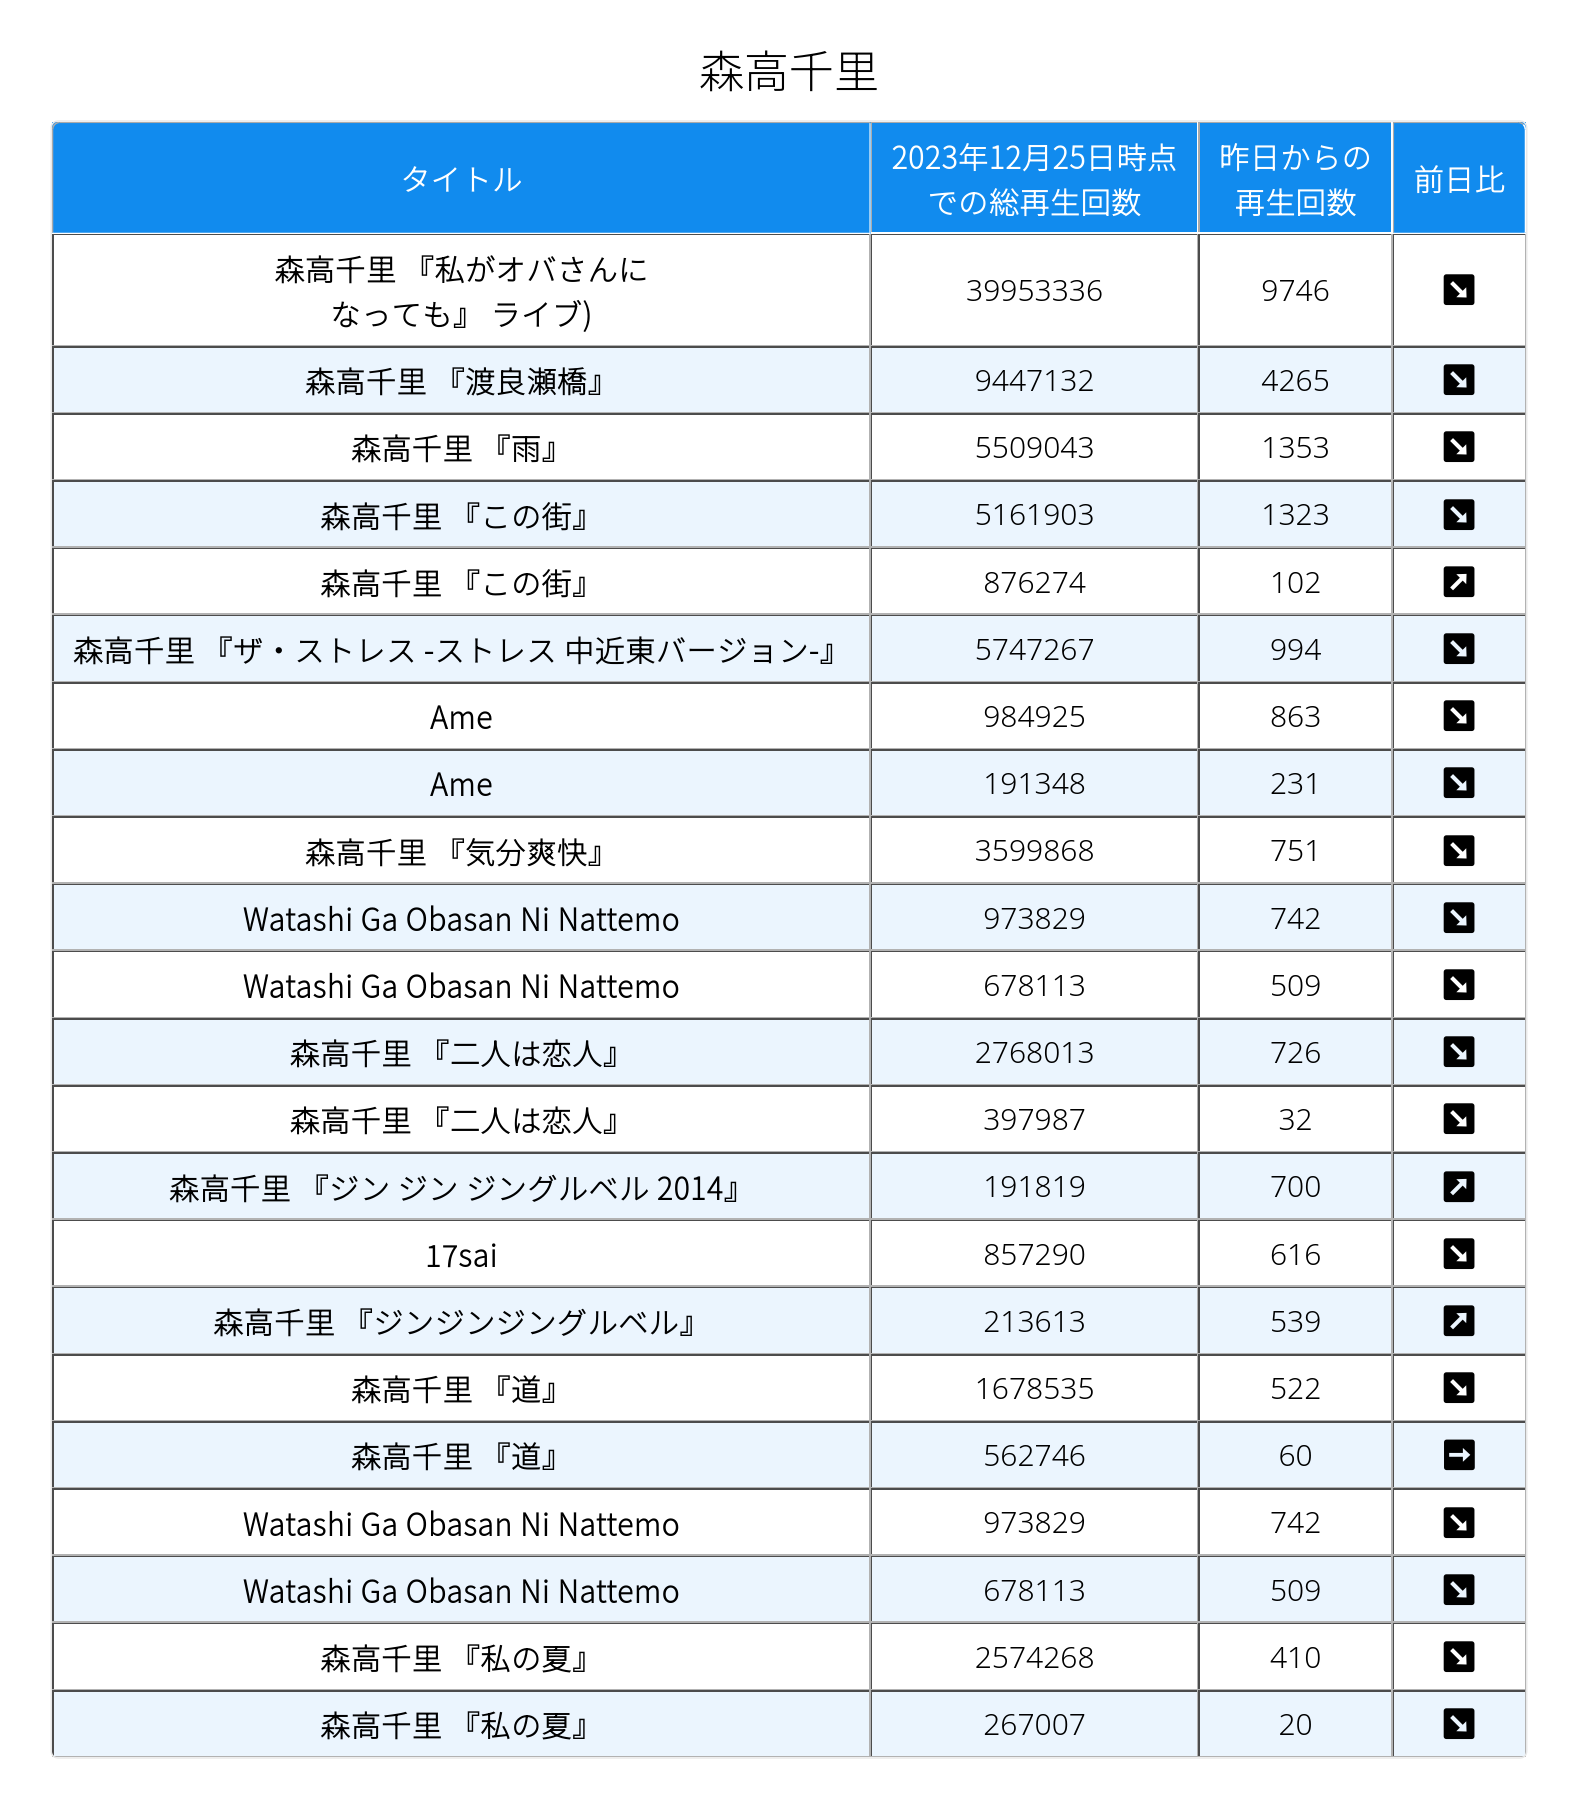 森高千里
タイトル
2023年12月25日時点
での総再生回数
昨日からの
再生回数
前日比
森高千里 『私がオバさんに
なっても』 ライブ)
39953336 9746 ↘
森高千里 『渡良瀬橋』 9447132 4265 ↘
森高千里 『雨』 5509043 1353 ↘
森高千里 『この街』 5161903 1323 ↘
森高千里 『この街』 876274 102 ↗
森高千里 『ザ・ストレス -ストレス 中近東バージョン-』 5747267 994 ↘
Ame 984925 863 ↘
Ame 191348 231 ↘
森高千里 『気分爽快』 3599868 751 ↘
Watashi Ga Obasan Ni Nattemo 973829 742 ↘
Watashi Ga Obasan Ni Nattemo 678113 509 ↘
森高千里 『二人は恋人』 2768013 726 ↘
森高千里 『二人は恋人』 397987 32 ↘
森高千里 『ジン ジン ジングルベル 2014』 191819 700 ↗
17sai 857290 616 ↘
森高千里 『ジンジンジングルベル』 213613 539 ↗
森高千里 『道』 1678535 522 ↘
森高千里 『道』 562746 60 →
Watashi Ga Obasan Ni Nattemo 973829 742 ↘
Watashi Ga Obasan Ni Nattemo 678113 509 ↘
森高千里 『私の夏』 2574268 410 ↘
森高千里 『私の夏』 267007 20 ↘